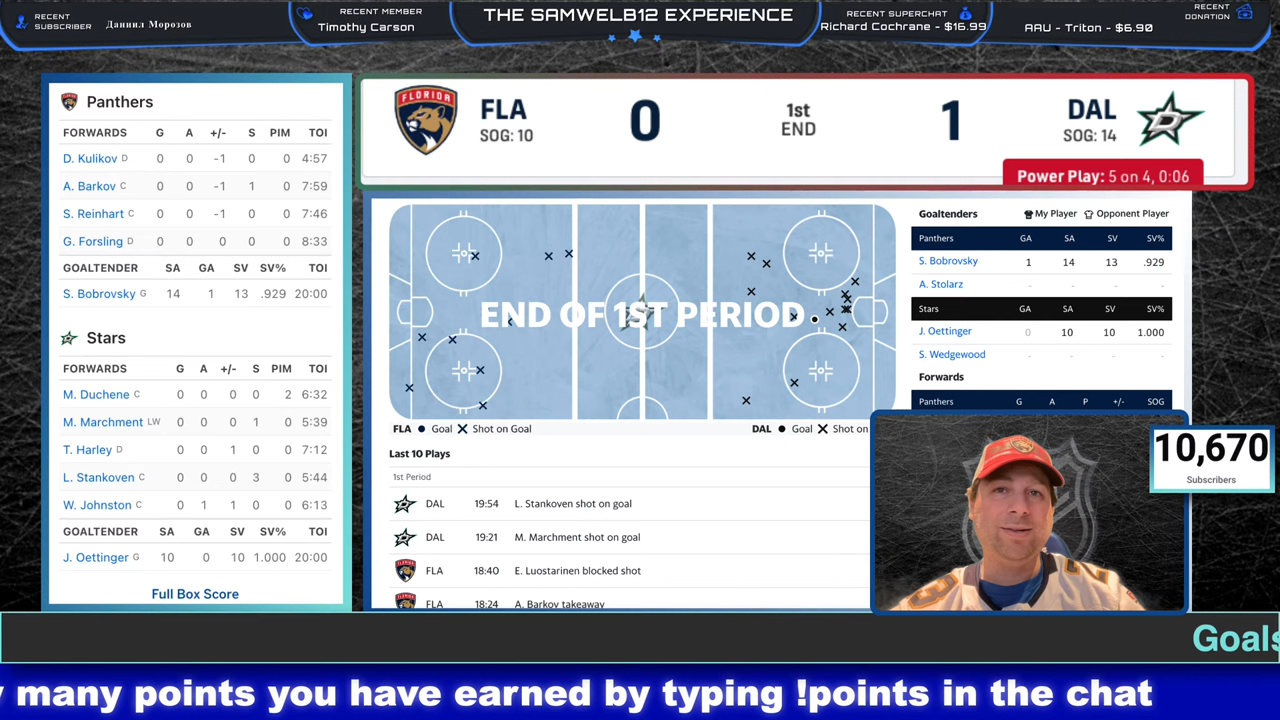 RECENT SUBSCRIBER
Даниил Морозов
RECENT MEMBER
Timothy Carson
THE SAMWELB12 EXPERIENCE
RECENT SUPERCHAT
Richard Cochrane - $16.99
AAU - Triton - $6.90
RECENT DONATION
Panthers
FORWARDS G A +/- S PIM TOI
D. Kulikov D 0 0 -1 0 0 4:57
A. Barkov C 0 0 -1 1 0 7:59
S. Reinhart C 0 0 -1 0 0 7:46
G. Forsling D 0 0 0 0 0 8:33
GOALTENDER SA GA SV SV% TOI
S. Bobrovsky G 14 1 13 .929 20:00
Stars
FORWARDS G A +/- S PIM TOI
M. Duchene C 0 0 0 0 2 6:32
M. Marchment LW 0 0 0 1 0 5:39
T. Harley D 0 0 1 0 0 7:12
L. Stankoven C 0 0 0 3 0 5:44
W. Johnston C 0 1 1 0 0 6:13
GOALTENDER SA GA SV SV% TOI
J. Oettinger G 10 0 10 1.000 20:00
Full Box Score
FLORIDA
FLA
SOG: 10
0
1st
END
1
DAL
SOG: 14
D
Power Play: 5 on 4, 0:06
END OF 1ST PERIOD
FLA Goal Shot on Goal
DAL Goal Shot on
Last 10 Plays
1st Period
DAL 19:54 L. Stankoven shot on goal
DAL 19:21 M. Marchment shot on goal
FLA 18:40 E. Luostarinen blocked shot
FLA 18:24 A. Barkov takeaway
Goaltenders My Player Opponent Player
Panthers GA SA SV SV%
S. Bobrovsky 1 14 13 .929
A. Stolarz - - - -
Stars GA SA SV SV%
J. Oettinger 0 10 10 1.000
S. Wedgewood - - - -
Forwards
Panthers G A P +/- SOG
10,670
Subscribers
Goals
many points you have earned by typing !points in the chat